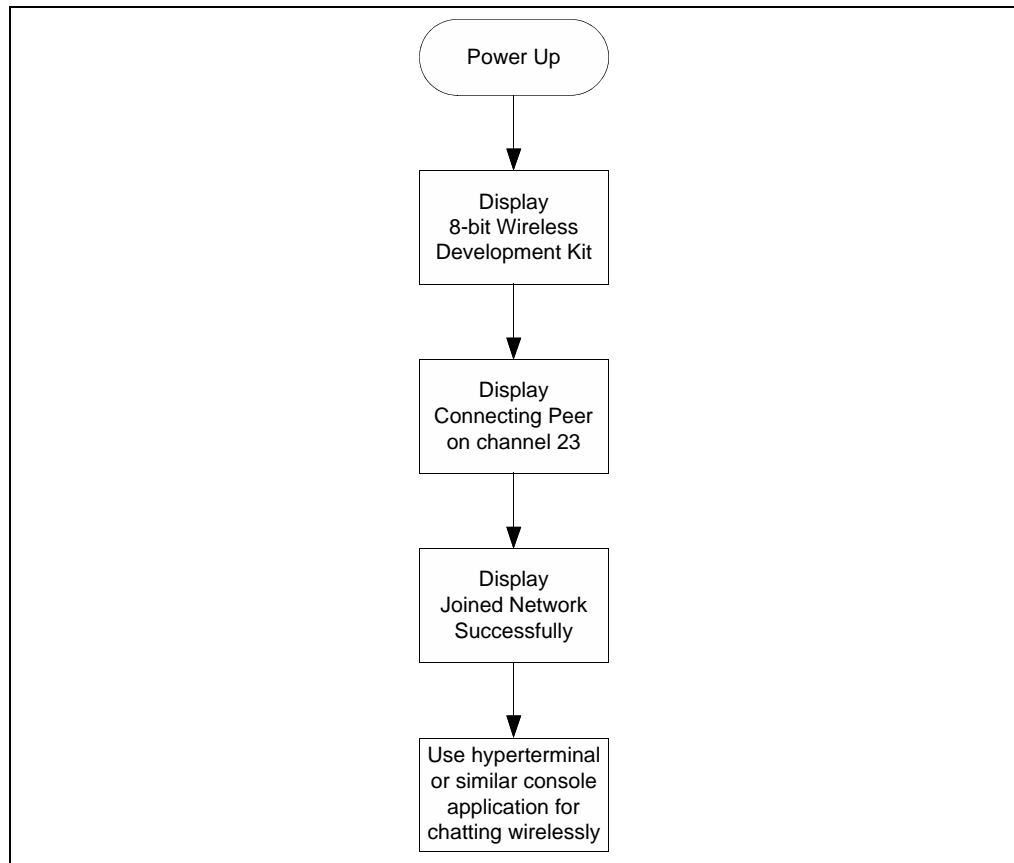 Power Up
Display
8-bit Wireless
Development Kit
Display
Connecting Peer
on channel 23
Display
Joined Network
Successfully
Use hyperterminal
or similar console
application for
chatting wirelessly